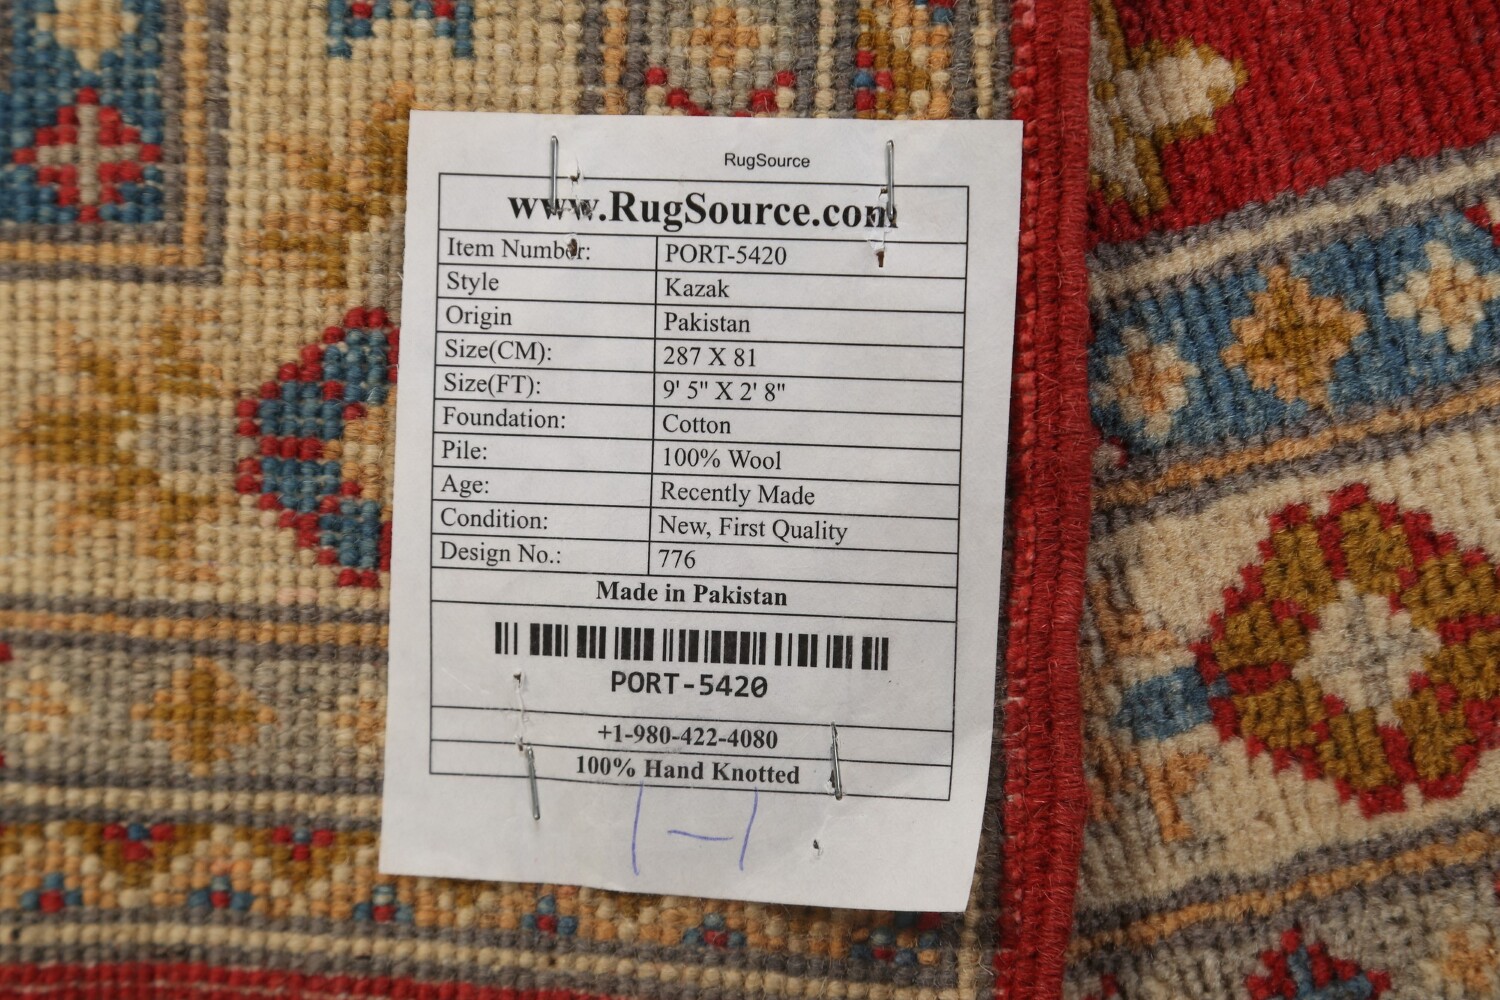 RugSource
www.RugSource.com
Item Number: PORT-5420
Style Kazak
Origin Pakistan
Size(CM): 287 X 81
Size(FT): 9' 5" X 2' 8"
Foundation: Cotton
Pile: 100% Wool
Age: Recently Made
Condition: New, First Quality
Design No.: 776
Made in Pakistan
PORT-5420
+1-980-422-4080
100% Hand Knotted
1-1